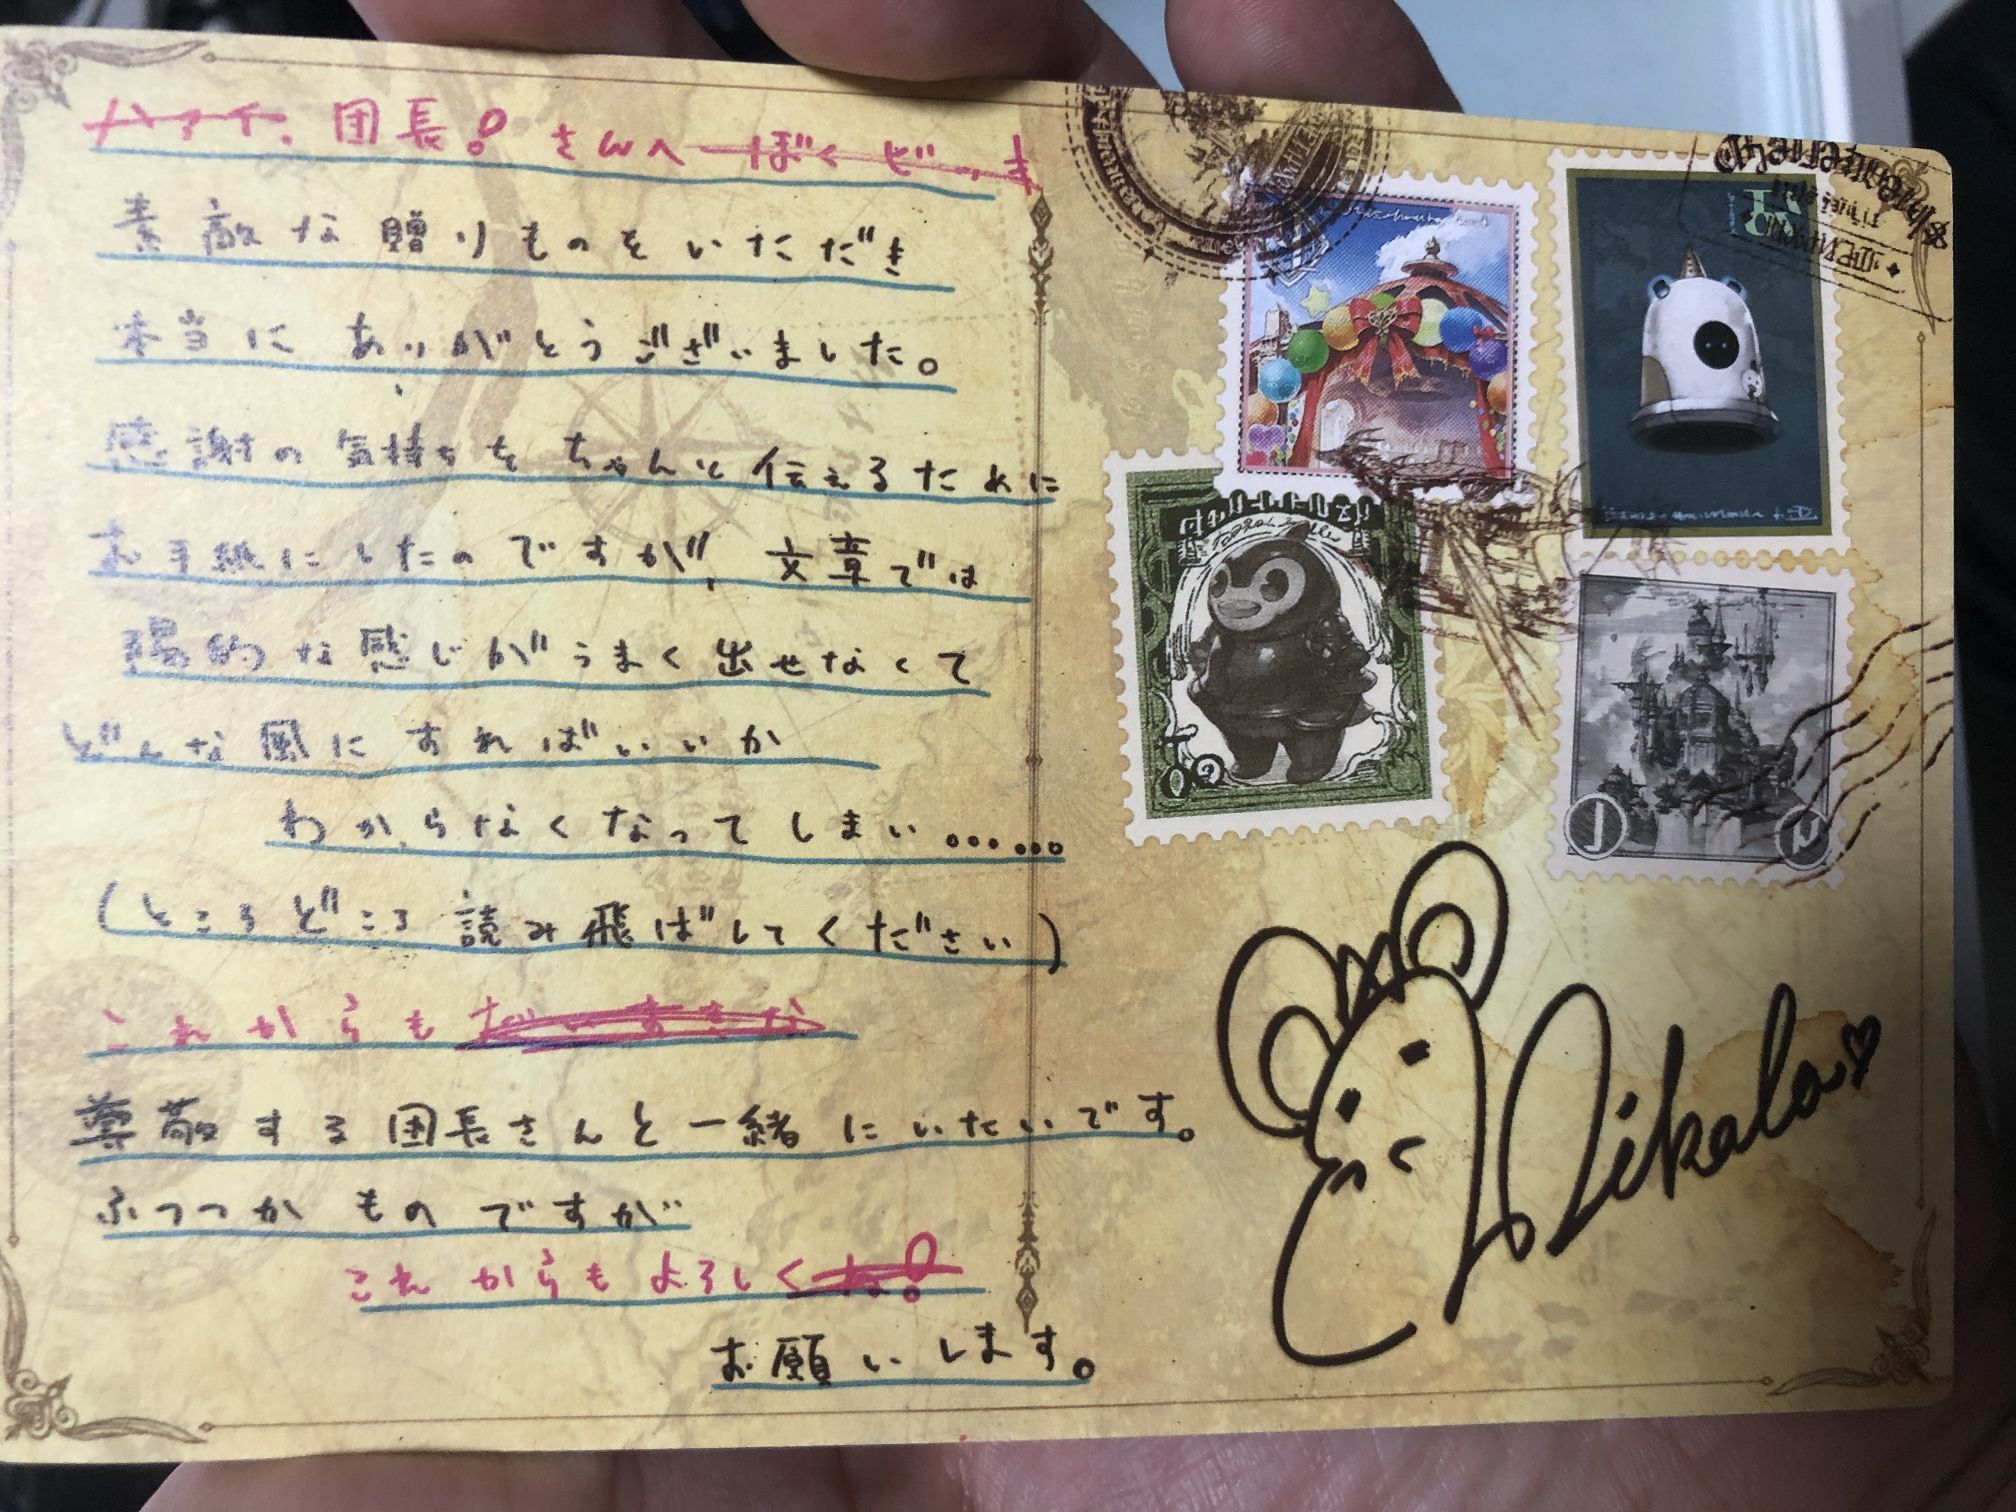 ハァイ、団長!さんへ ぼくビ
素敵な贈りものをいただき
本当にありがとうございました。
感謝の気持ちをちゃんと伝えるために
お手紙にしたのですが、文章では
陽的な感じがうまく出せなくて
どんな風にすればいいか
わからなくなってしまい……
(ところどころ読み飛ばしてください)
これからも
尊敬する団長さんと一緒にいたいです。
ふつつかものですが
これからもよろしくね!
お願いします。
Nikala♡